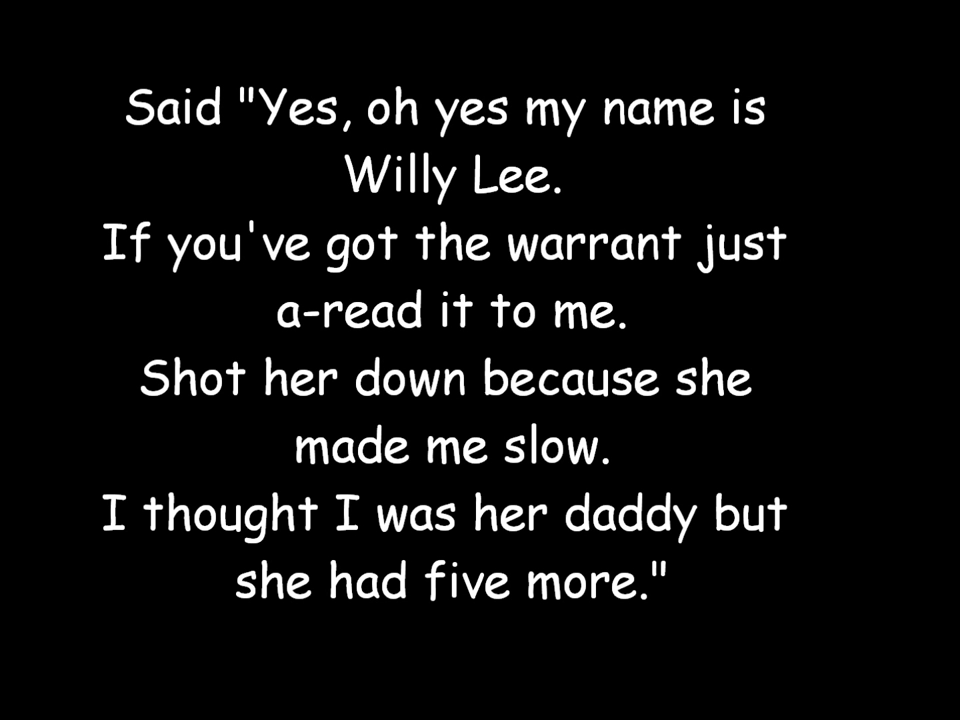 Said "Yes, oh yes my name is
Willy Lee.
If you've got the warrant just
a-read it to me.
Shot her down because she
made me slow.
I thought I was her daddy but
she had five more."